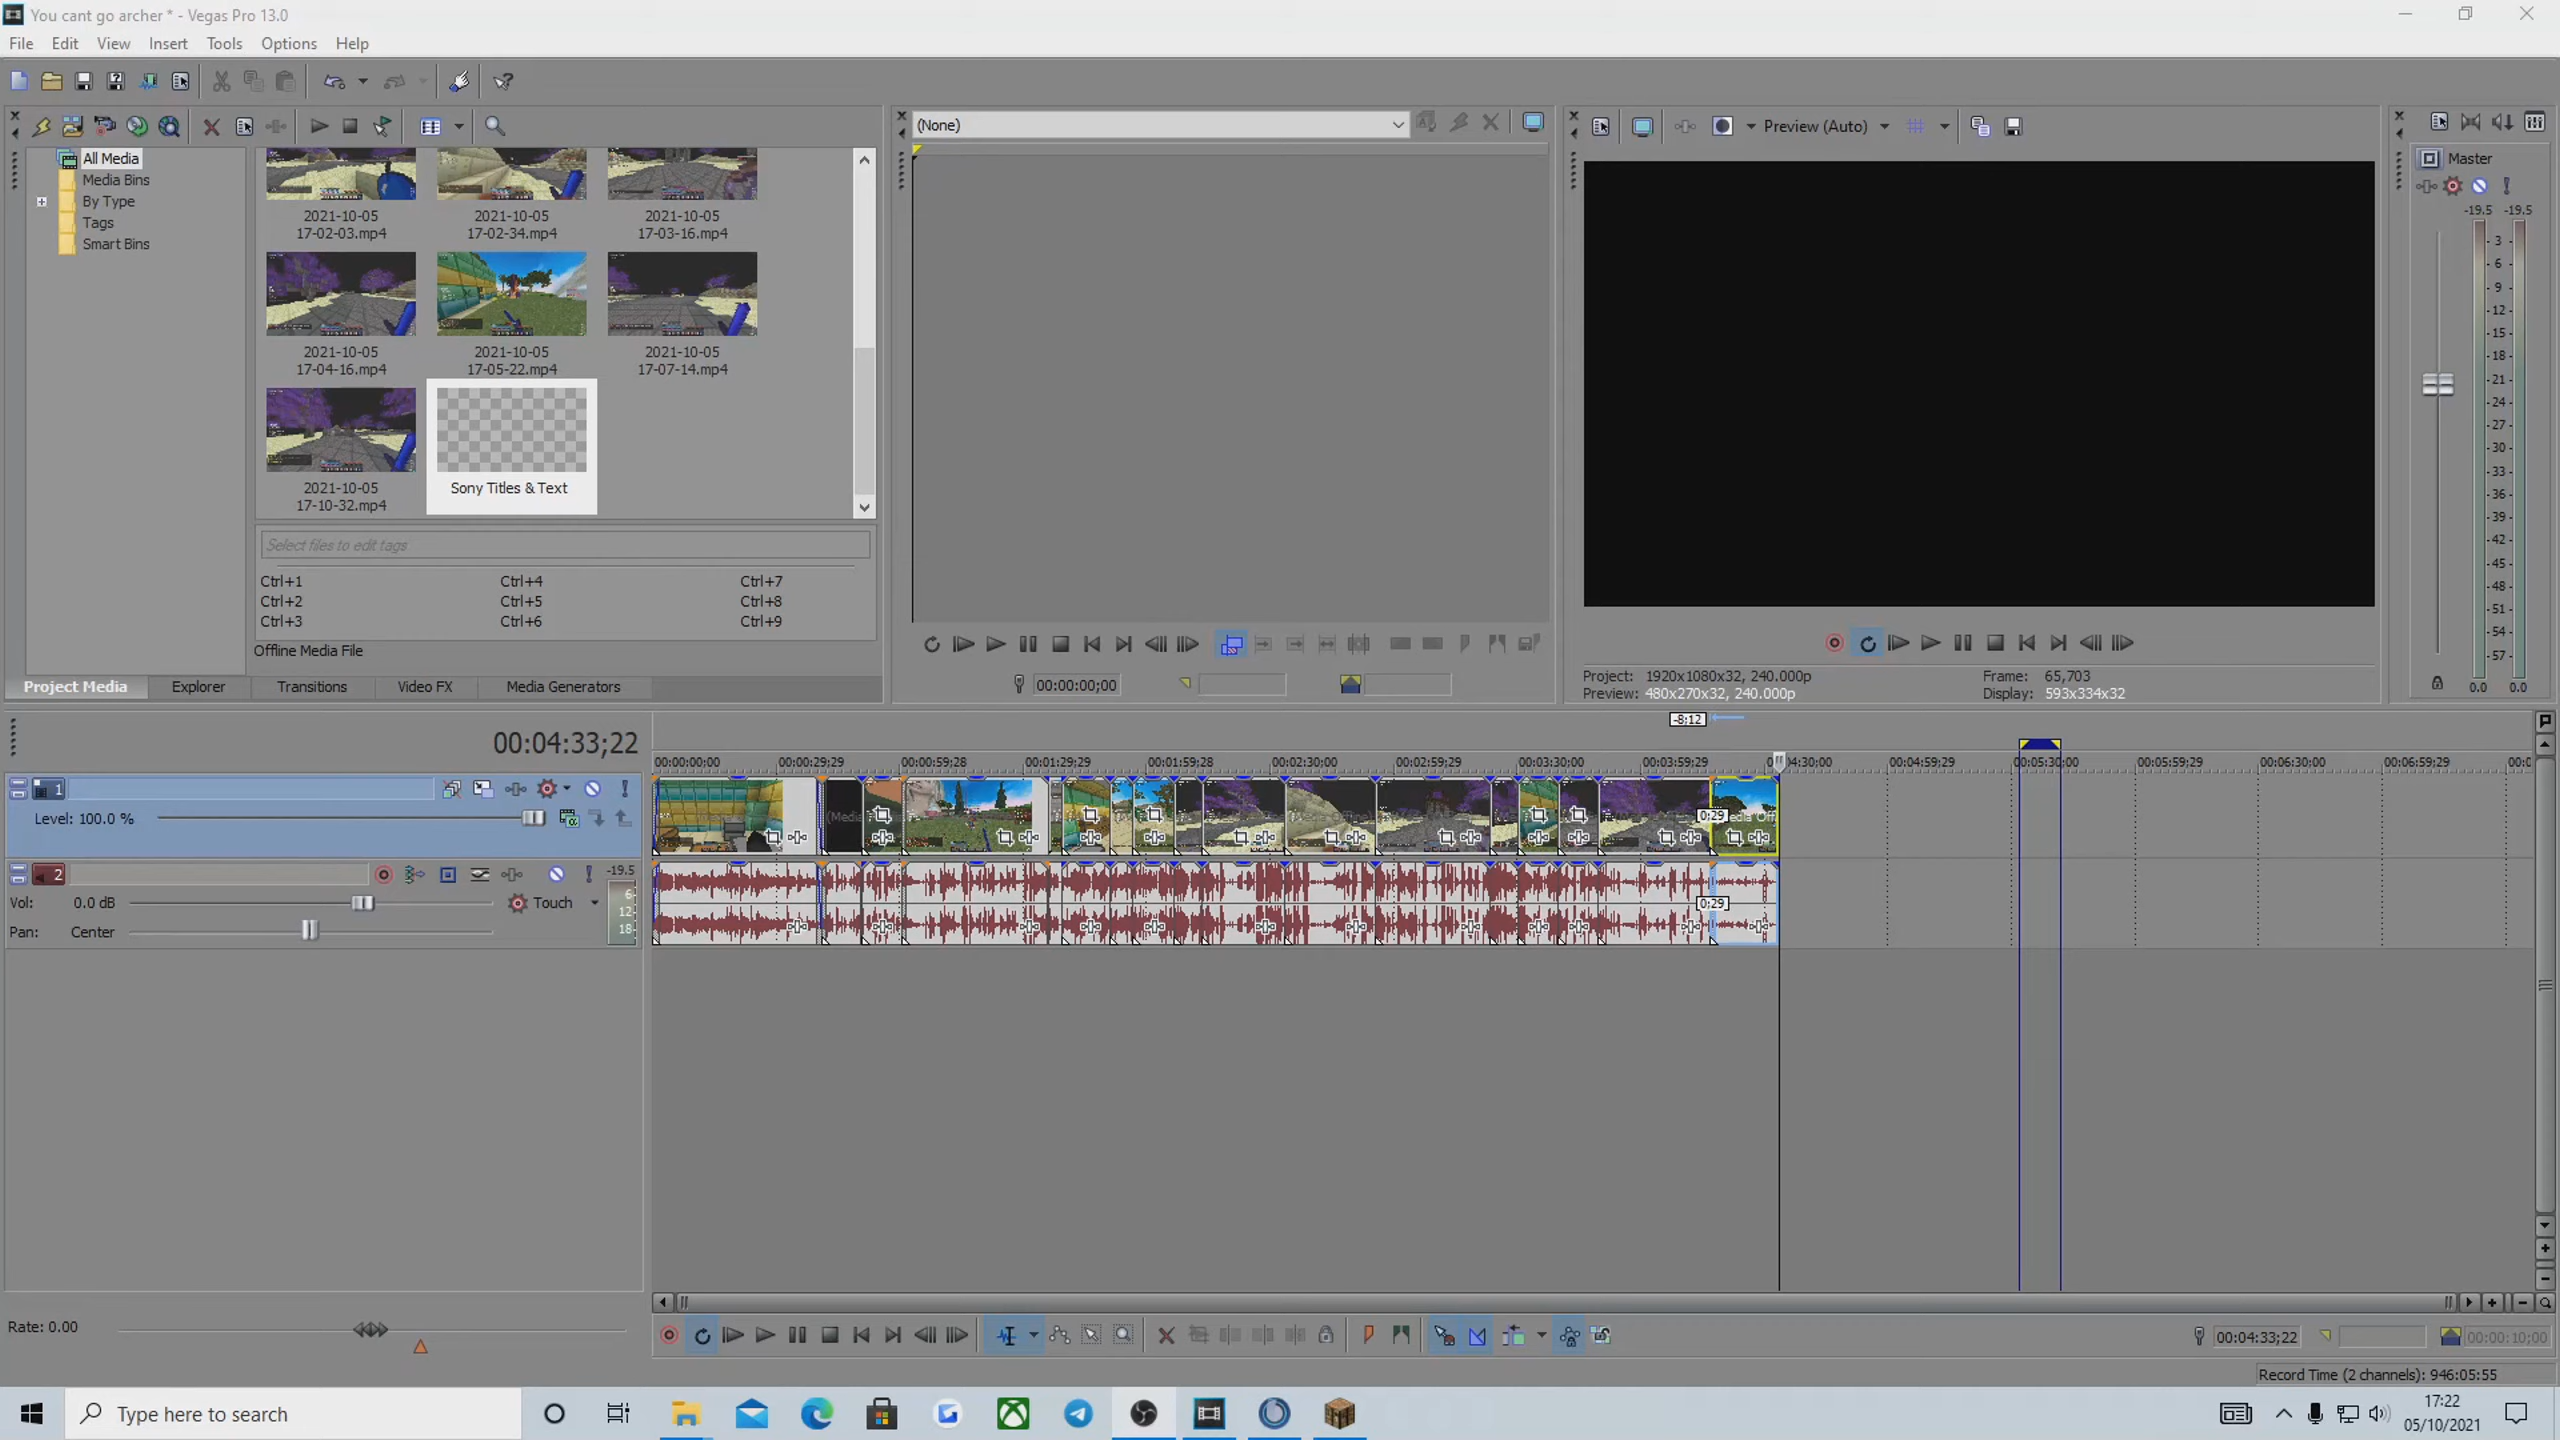 You cant go archer * - Vegas Pro 13.0
File Edit View Insert Tools Options Help
(None)
Preview (Auto)
All Media
Media Bins
By Type
Tags
Smart Bins
2021-10-05 17-02-03.mp4
2021-10-05 17-02-34.mp4
2021-10-05 17-03-16.mp4
2021-10-05 17-04-16.mp4
2021-10-05 17-05-22.mp4
2021-10-05 17-07-14.mp4
2021-10-05 17-10-32.mp4
Sony Titles & Text
Select files to edit tags
Ctrl+1 Ctrl+4 Ctrl+7
Ctrl+2 Ctrl+5 Ctrl+8
Ctrl+3 Ctrl+6 Ctrl+9
Offline Media File
Project Media Explorer Transitions Video FX Media Generators
00:00:00;00
Project: 1920x1080x32, 240.000p Frame: 65,703
Preview: 480x270x32, 240.000p Display: 593x334x32
Master
-19.5 -19.5
- 3 -
- 6 -
- 9 -
- 12 -
- 15 -
- 18 -
- 21 -
- 24 -
- 27 -
- 30 -
- 33 -
- 36 -
- 39 -
- 42 -
- 45 -
- 48 -
- 51 -
- 54 -
- 57 -
0.0 0.0
-8;12
00:04:33;22
00:00:00;00 00:00:29;29 00:00:59;28 00:01:29;29 00:01:59;28 00:02:30;00 00:02:59;29 00:03:30;00 00:03:59;29 4:30;00 00:04:59;29 00:05:30;00 00:05:59;29 00:06:30;00 00:06:59;29
1
Level: 100.0 %
0;29
2
-19.5
Vol: 0.0 dB Touch
6
12
18
Pan: Center
0;29
Rate: 0.00
00:04:33;22 00:00:10;00
Record Time (2 channels): 946:05:55
Type here to search
17:22
05/10/2021